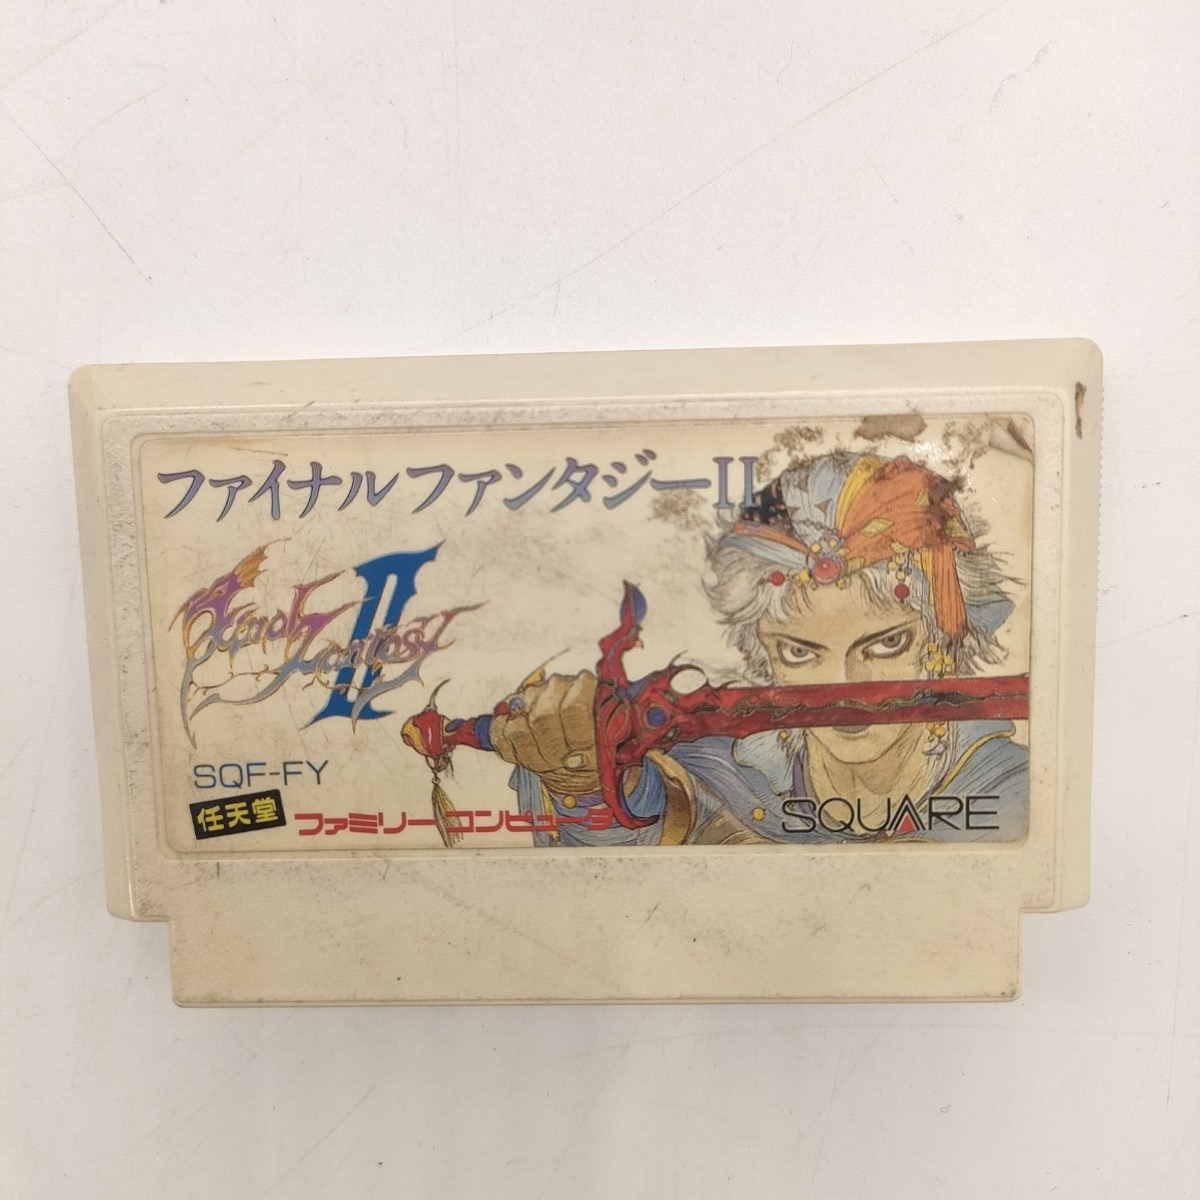 ファイナルファンタジーII
Final Fantasy II
SQF-FY
任天堂 ファミリーコンピュータ
SQUARE